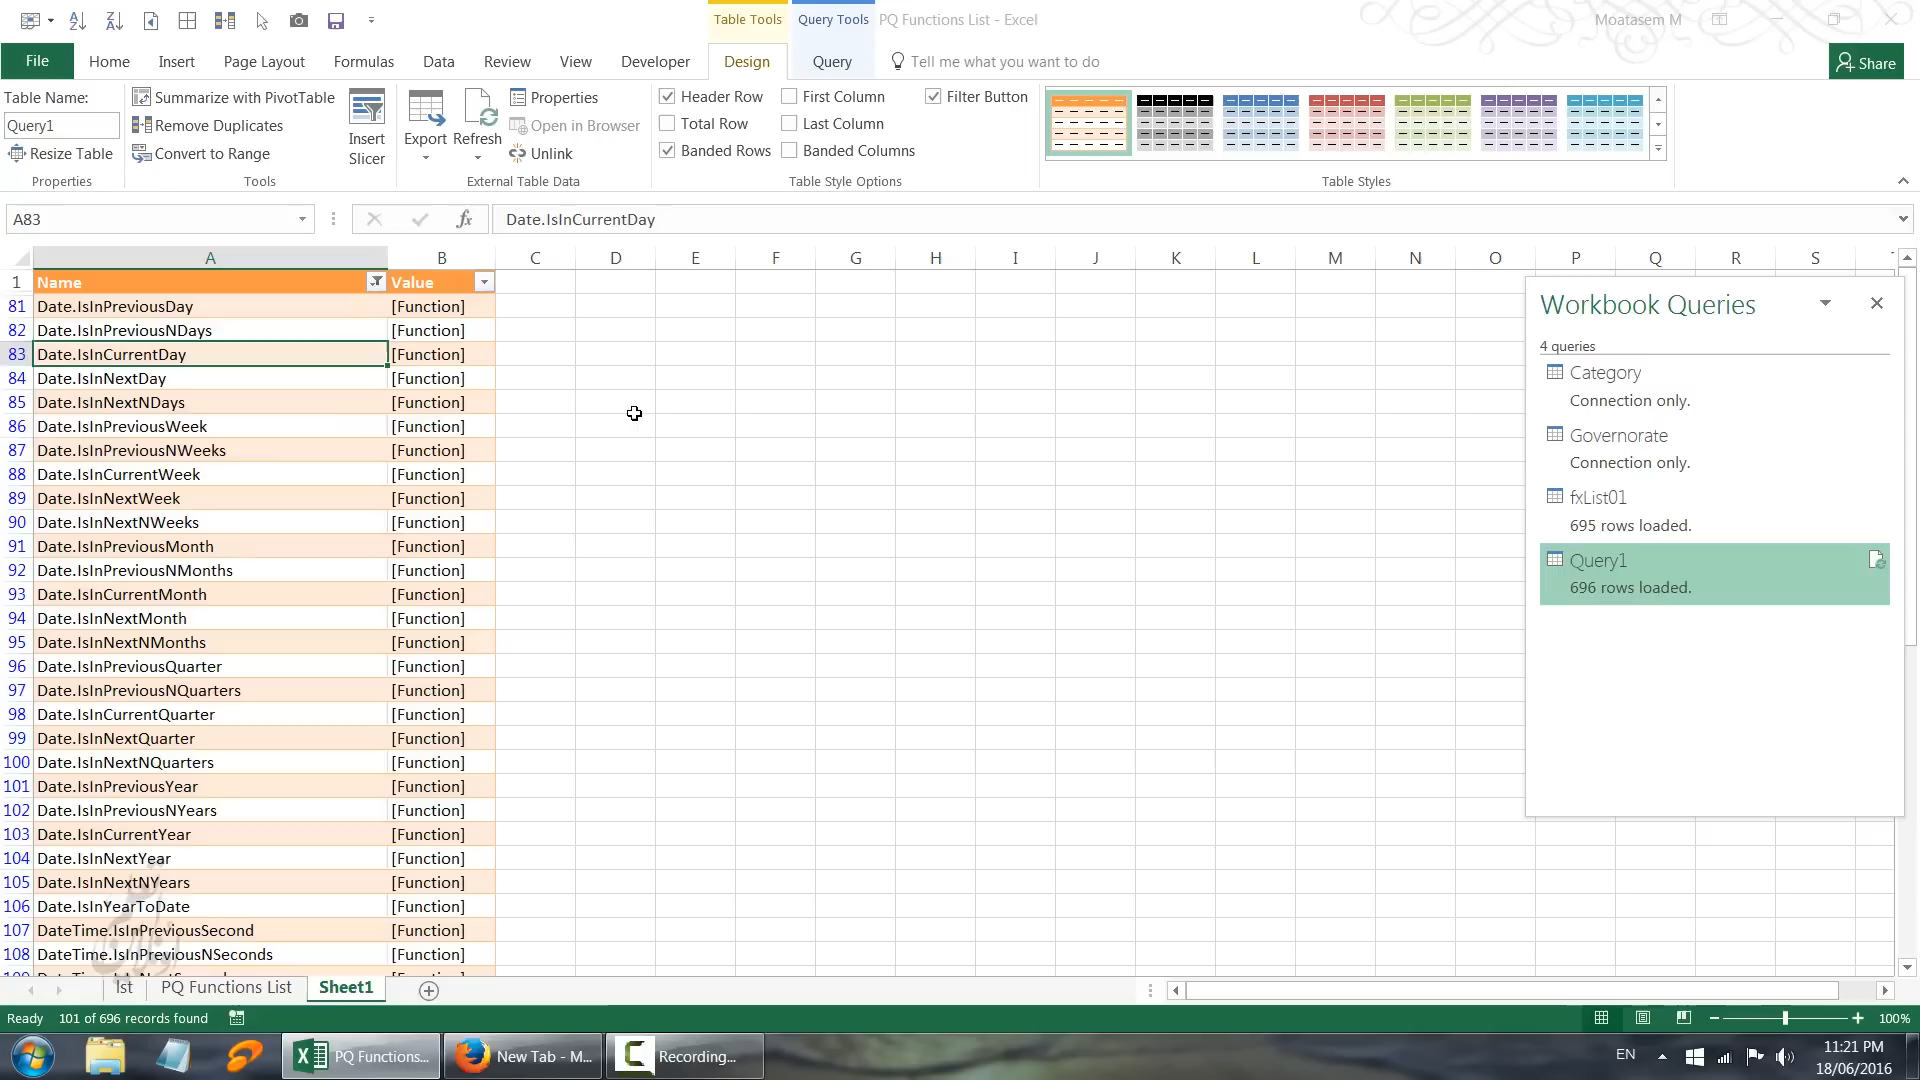 Table Tools Query Tools PQ Functions List - Excel Moatasem M
File Home Insert Page Layout Formulas Data Review View Developer Design Query Tell me what you want to do Share
Table Name:
Query1
Resize Table
Properties
Summarize with PivotTable
Remove Duplicates
Convert to Range
Tools
Insert
Slicer
Export
Refresh
Properties
Open in Browser
Unlink
External Table Data
Header Row
Total Row
Banded Rows
First Column
Last Column
Banded Columns
Filter Button
Table Style Options
Table Styles
A83 fx Date.IsInCurrentDay
A B C D E F G H I J K L M N O P Q R S
1 Name Value
81 Date.IsInPreviousDay [Function]
82 Date.IsInPreviousNDays [Function]
83 Date.IsInCurrentDay [Function]
84 Date.IsInNextDay [Function]
85 Date.IsInNextNDays [Function]
86 Date.IsInPreviousWeek [Function]
87 Date.IsInPreviousNWeeks [Function]
88 Date.IsInCurrentWeek [Function]
89 Date.IsInNextWeek [Function]
90 Date.IsInNextNWeeks [Function]
91 Date.IsInPreviousMonth [Function]
92 Date.IsInPreviousNMonths [Function]
93 Date.IsInCurrentMonth [Function]
94 Date.IsInNextMonth [Function]
95 Date.IsInNextNMonths [Function]
96 Date.IsInPreviousQuarter [Function]
97 Date.IsInPreviousNQuarters [Function]
98 Date.IsInCurrentQuarter [Function]
99 Date.IsInNextQuarter [Function]
100 Date.IsInNextNQuarters [Function]
101 Date.IsInPreviousYear [Function]
102 Date.IsInPreviousNYears [Function]
103 Date.IsInCurrentYear [Function]
104 Date.IsInNextYear [Function]
105 Date.IsInNextNYears [Function]
106 Date.IsInYearToDate [Function]
107 DateTime.IsInPreviousSecond [Function]
108 DateTime.IsInPreviousNSeconds [Function]
Workbook Queries
4 queries
Category
Connection only.
Governorate
Connection only.
fxList01
695 rows loaded.
Query1
696 rows loaded.
lst PQ Functions List Sheet1
Ready 101 of 696 records found 100%
PQ Functions... New Tab - M... Recording... EN 11:21 PM
18/06/2016